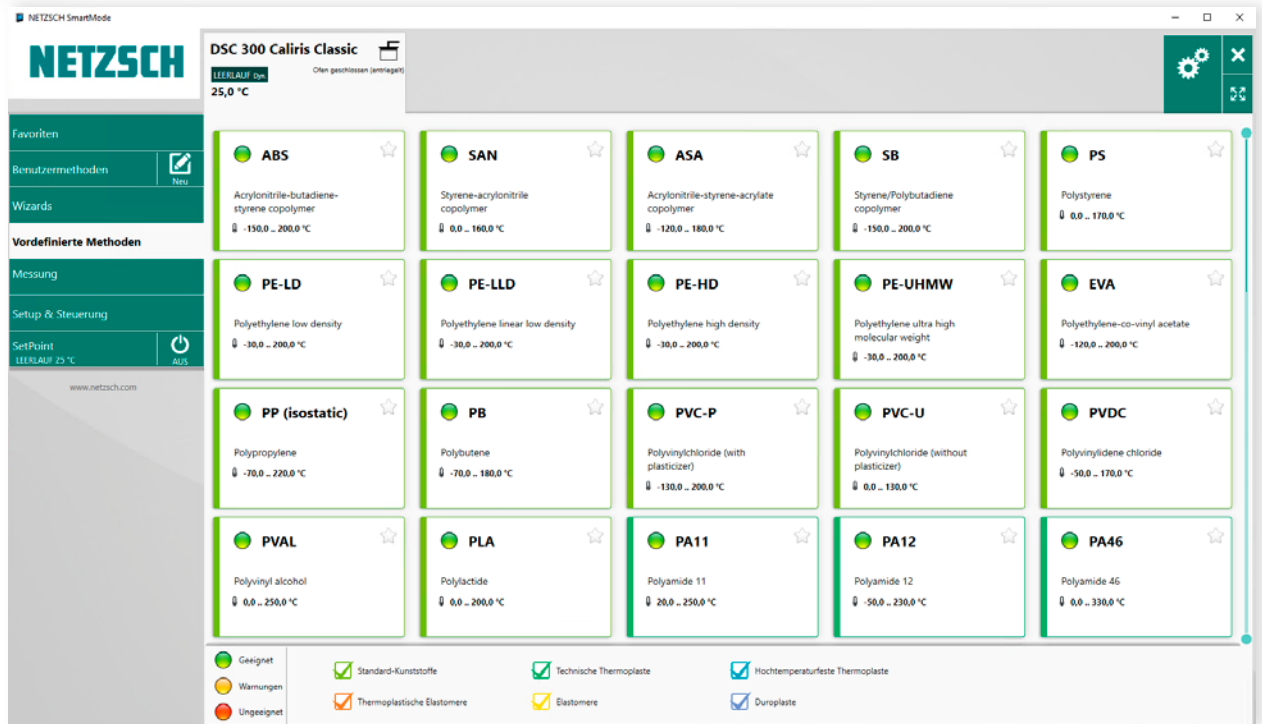 NETZSCH SmartMode
NETZSCH
DSC 300 Caliris Classic
LEERLAUF Dyn.
Ofen geschlossen (entriegelt)
25,0 °C
Favoriten
Benutzermethoden
Neu
Wizards
Vordefinierte Methoden
Messung
Setup & Steuerung
SetPoint
LEERLAUF 25 °C
AUS
www.netzsch.com
ABS
Acrylonitrile-butadiene-
styrene copolymer
-150,0 .. 200,0 °C
SAN
Styrene-acrylonitrile
copolymer
0,0 .. 160,0 °C
ASA
Acrylonitrile-styrene-acrylate
copolymer
-120,0 .. 180,0 °C
SB
Styrene/Polybutadiene
copolymer
-150,0 .. 200,0 °C
PS
Polystyrene
0,0 .. 170,0 °C
PE-LD
Polyethylene low density
-30,0 .. 200,0 °C
PE-LLD
Polyethylene linear low density
-30,0 .. 200,0 °C
PE-HD
Polyethylene high density
-30,0 .. 200,0 °C
PE-UHMW
Polyethylene ultra high
molecular weight
-30,0 .. 200,0 °C
EVA
Polyethylene-co-vinyl acetate
-120,0 .. 200,0 °C
PP (isostatic)
Polypropylene
-70,0 .. 220,0 °C
PB
Polybutene
-70,0 .. 180,0 °C
PVC-P
Polyvinylchloride (with
plasticizer)
-130,0 .. 200,0 °C
PVC-U
Polyvinylchloride (without
plasticizer)
0,0 .. 130,0 °C
PVDC
Polyvinylidene chloride
-50,0 .. 170,0 °C
PVAL
Polyvinyl alcohol
0,0 .. 250,0 °C
PLA
Polylactide
0,0 .. 200,0 °C
PA11
Polyamide 11
20,0 .. 250,0 °C
PA12
Polyamide 12
-50,0 .. 230,0 °C
PA46
Polyamide 46
0,0 .. 330,0 °C
Geeignet
Warnungen
Ungeeignet
Standard-Kunststoffe
Technische Thermoplaste
Hochtemperaturfeste Thermoplaste
Thermoplastische Elastomere
Elastomere
Duroplaste